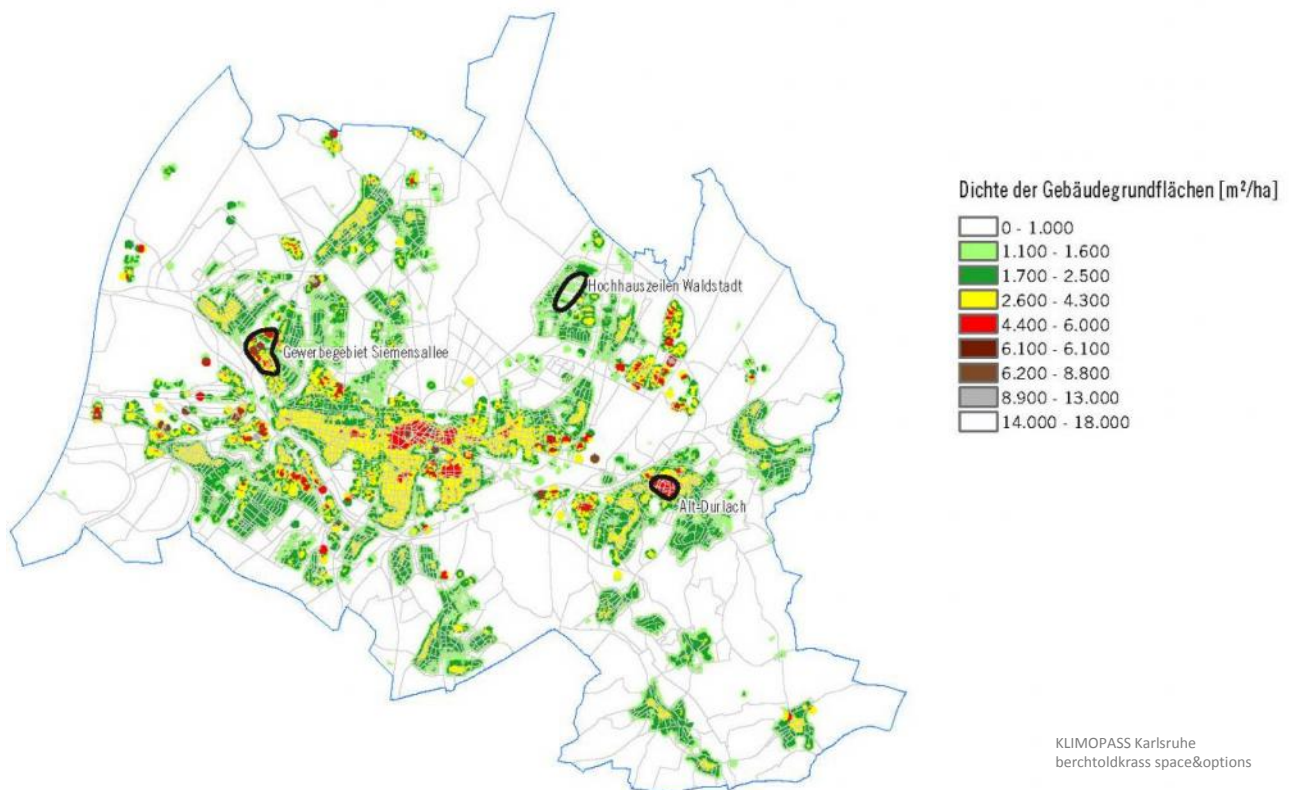 Dichte der Gebäudegrundflächen [m²/ha]
0 - 1.000
1.100 - 1.600
1.700 - 2.500
2.600 - 4.300
4.400 - 6.000
6.100 - 6.100
6.200 - 8.800
8.900 - 13.000
14.000 - 18.000
Hochhauszeilen Waldstadt
Gewerbegebiet Siemensallee
Alt-Durlach
KLIMOPASS Karlsruhe
berchtoldkrass space&options